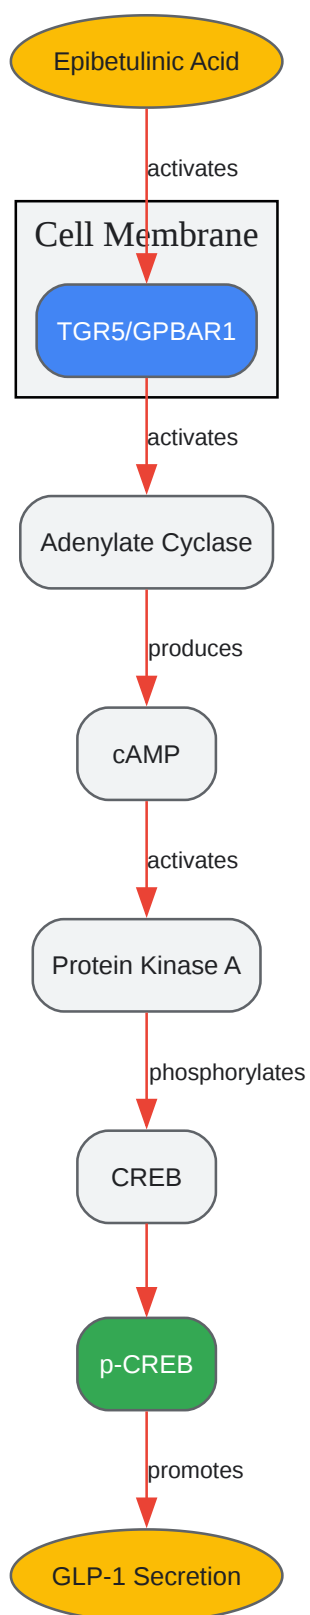 Epibetulinic Acid
activates
Cell Membrane
TGR5/GPBAR1
activates
Adenylate Cyclase
produces
cAMP
activates
Protein Kinase A
phosphorylates
CREB
p-CREB
promotes
GLP-1 Secretion